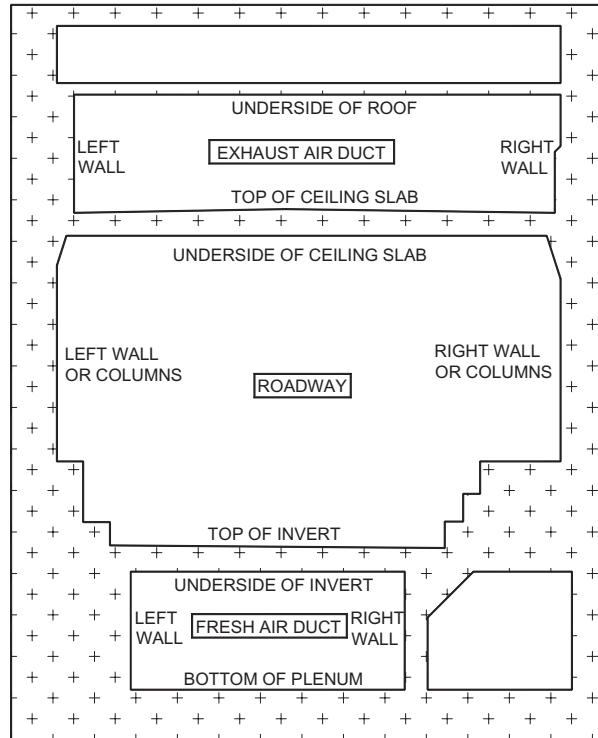 UNDERSIDE OF ROOF
LEFT
WALL
EXHAUST AIR DUCT
RIGHT
WALL
TOP OF CEILING SLAB
UNDERSIDE OF CEILING SLAB
LEFT WALL
OR COLUMNS
RIGHT WALL
OR COLUMNS
ROADWAY
TOP OF INVERT
UNDERSIDE OF INVERT
LEFT
WALL
FRESH AIR DUCT
RIGHT
WALL
BOTTOM OF PLENUM